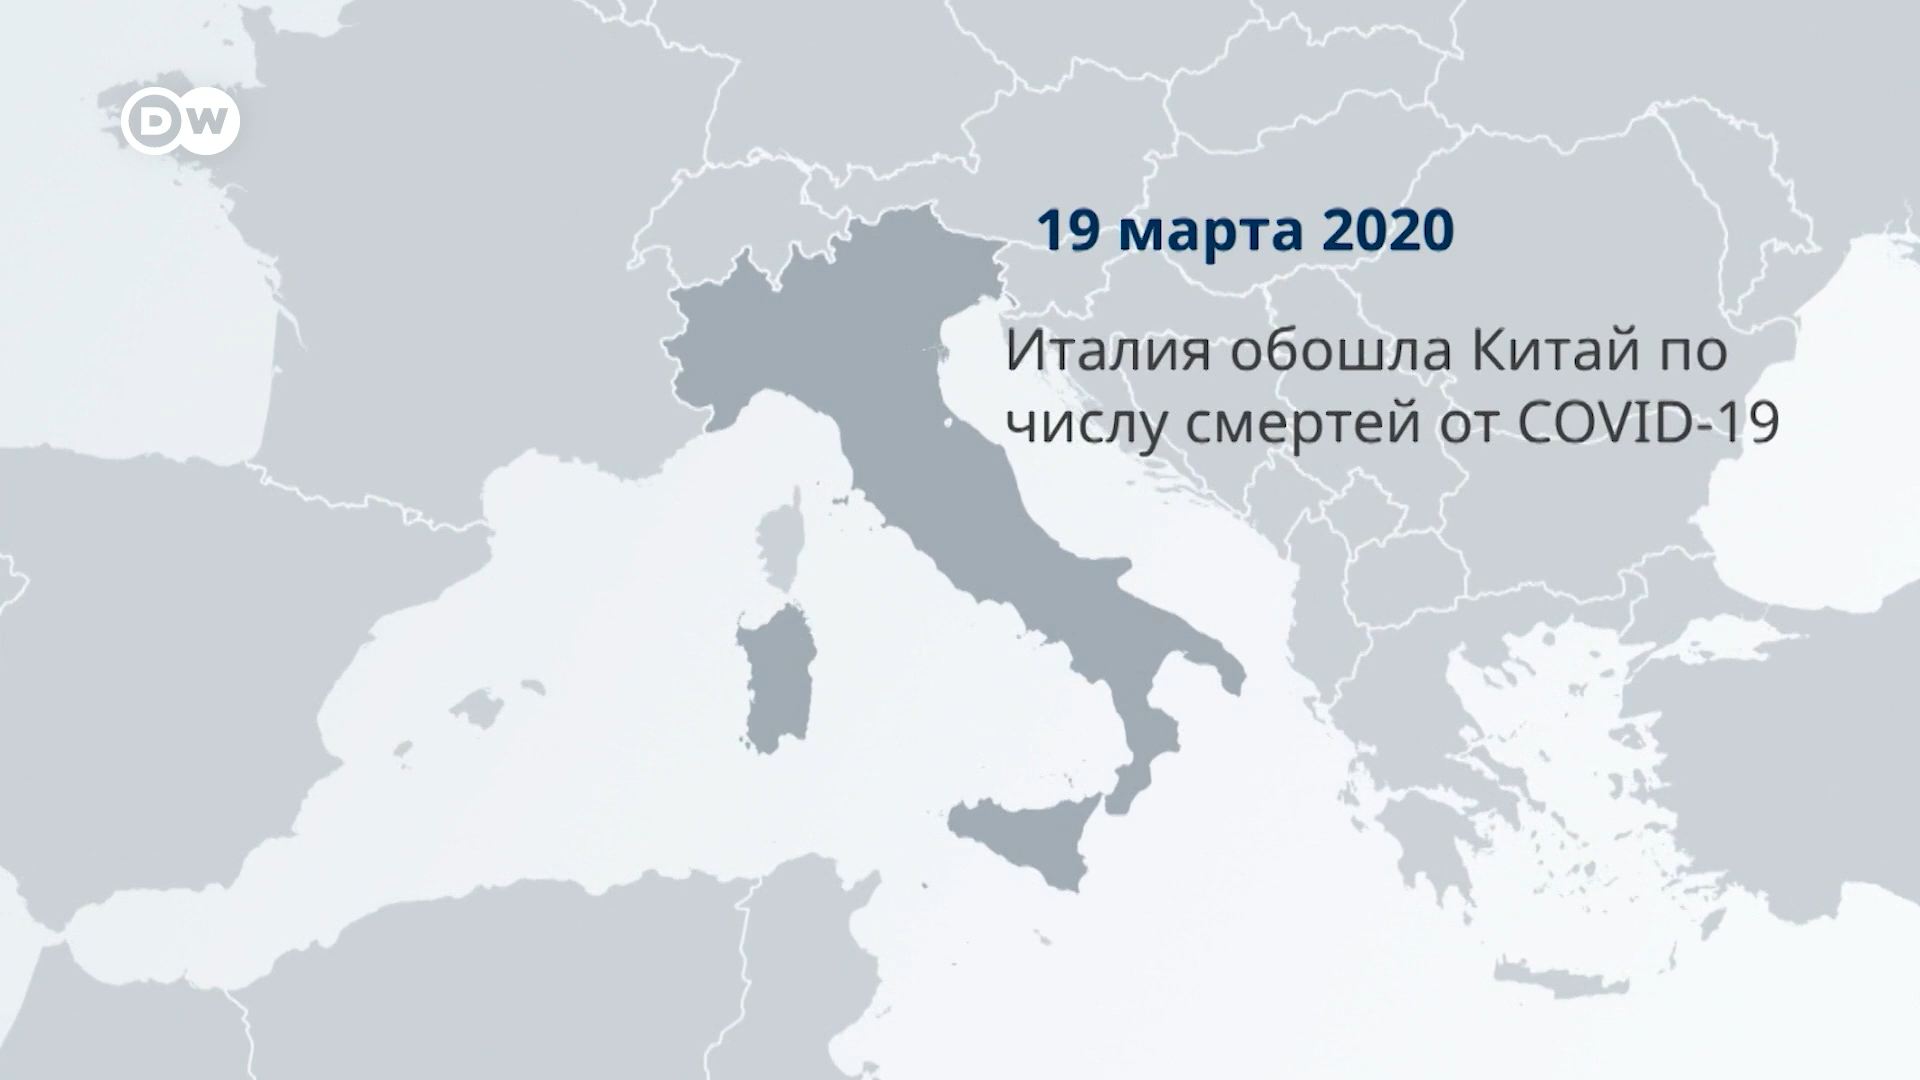 DW
19 марта 2020
Италия обошла Китай по
числу смертей от COVID-19